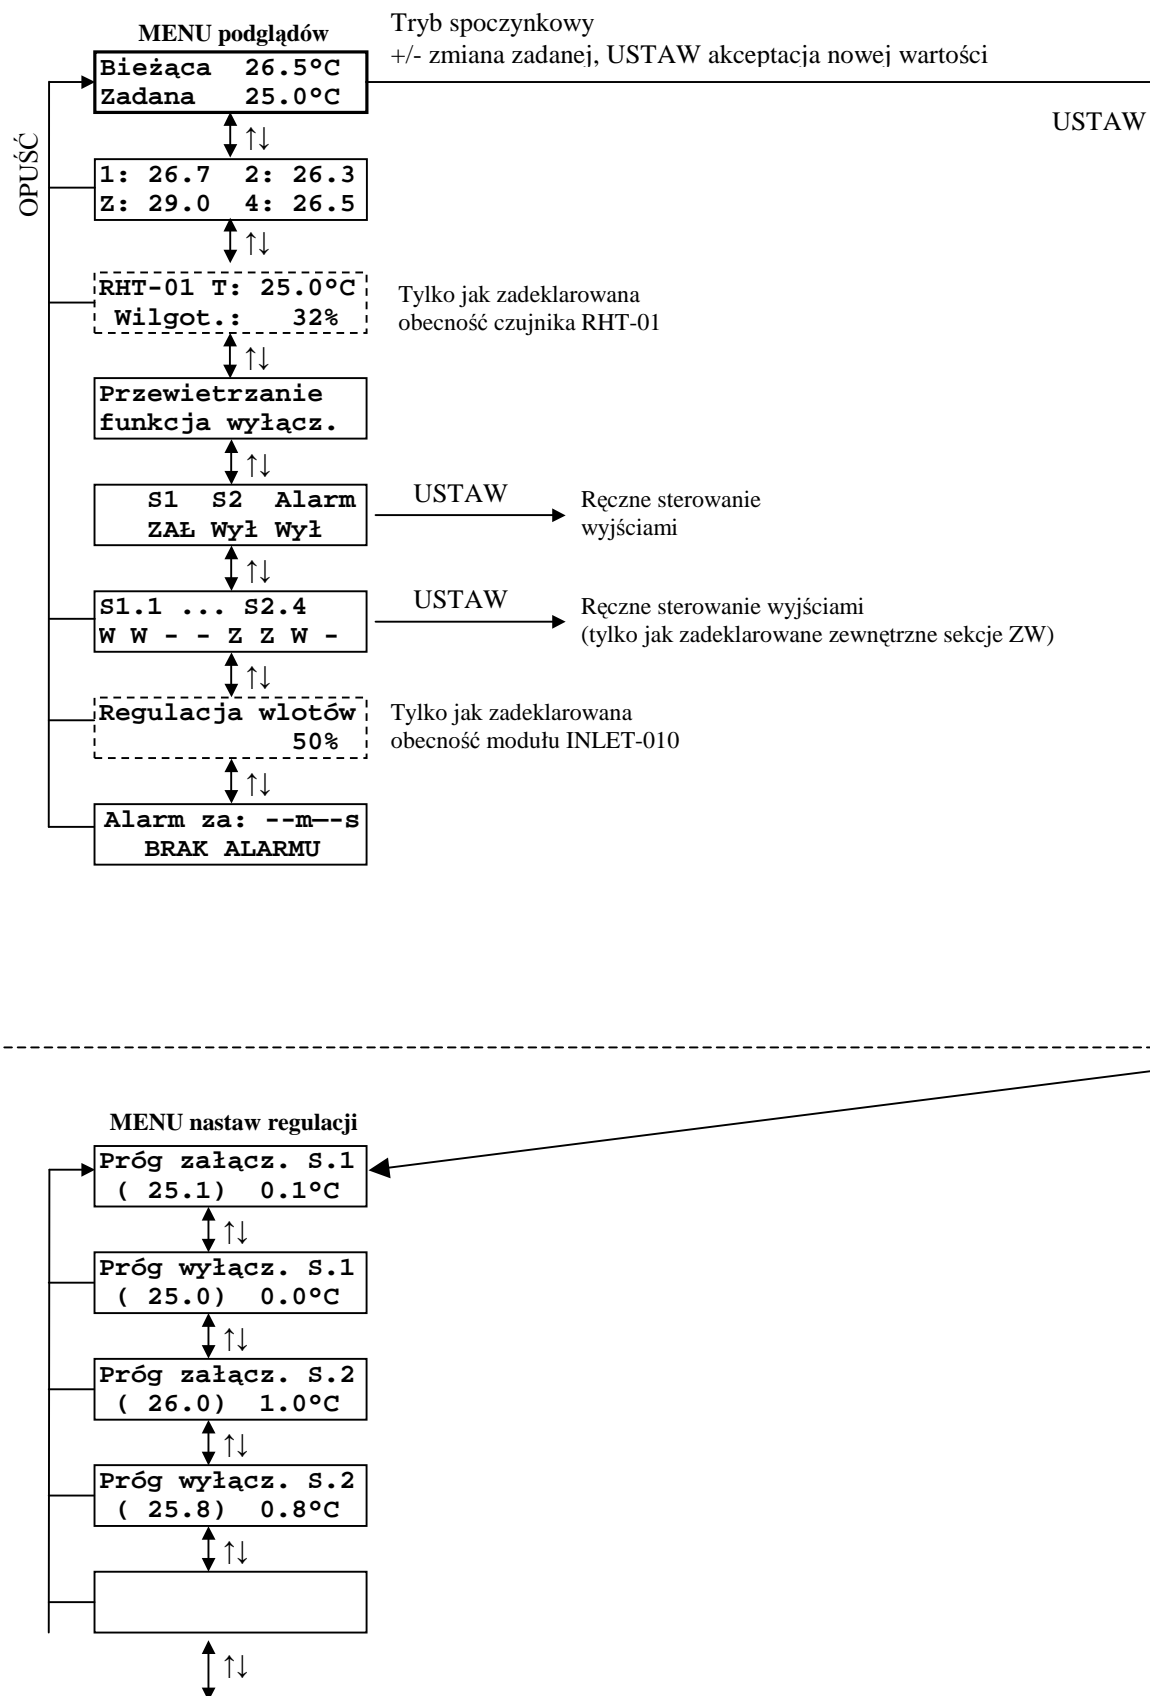 MENU podglądów
Tryb spoczynkowy
+/- zmiana zadanej, USTAW akceptacja nowej wartości
Bieżąca 26.5°C
Zadana 25.0°C
USTAW
OPUŚĆ
↑↓
1: 26.7 2: 26.3
Z: 29.0 4: 26.5
↑↓
RHT-01 T: 25.0°C
Wilgot.: 32%
Tylko jak zadeklarowana
obecność czujnika RHT-01
↑↓
Przewietrzanie
funkcja wyłącz.
↑↓
S1 S2 Alarm
ZAŁ Wył Wył
USTAW
Ręczne sterowanie
wyjściami
↑↓
S1.1 ... S2.4
W W - - Z Z W -
USTAW
Ręczne sterowanie wyjściami
(tylko jak zadeklarowane zewnętrzne sekcje ZW)
↑↓
Regulacja wlotów
50%
Tylko jak zadeklarowana
obecność modułu INLET-010
↑↓
Alarm za: --m–-s
BRAK ALARMU
MENU nastaw regulacji
Próg załącz. S.1
( 25.1) 0.1°C
↑↓
Próg wyłącz. S.1
( 25.0) 0.0°C
↑↓
Próg załącz. S.2
( 26.0) 1.0°C
↑↓
Próg wyłącz. S.2
( 25.8) 0.8°C
↑↓
↑↓